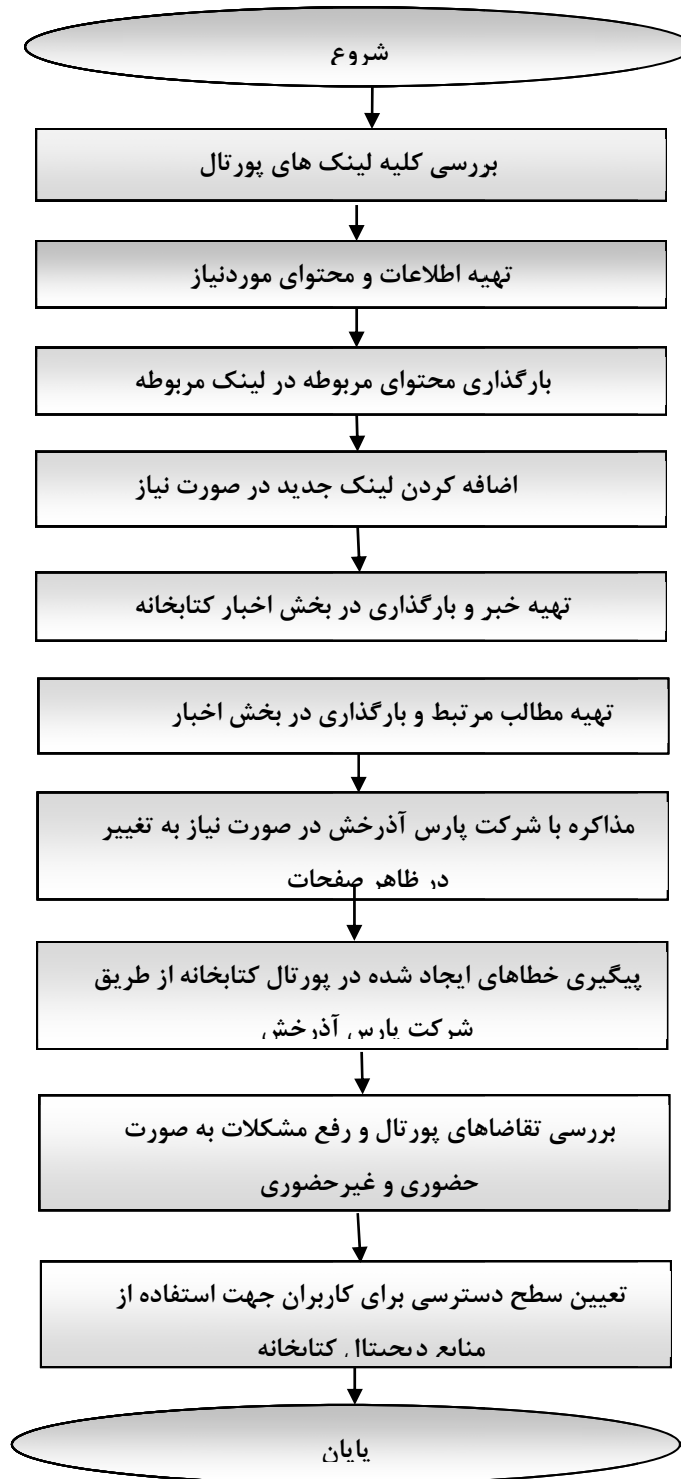 شروع
بررسی کلیه لینک های پورتال
تهیه اطلاعات و محتوای موردنیاز
بارگذاری محتوای مربوطه در لینک مربوطه
اضافه کردن لینک جدید در صورت نیاز
تهیه خبر و بارگذاری در بخش اخبار کتابخانه
تهیه مطالب مرتبط و بارگذاری در بخش اخبار
مذاکره با شرکت پارس آذرخش در صورت نیاز به تغییر
در ظاهر صفحات
پیگیری خطاهای ایجاد شده در پورتال کتابخانه از طریق
شرکت پارس آذرخش
بررسی تقاضاهای پورتال و رفع مشکلات به صورت
حضوری و غیرحضوری
تعیین سطح دسترسی برای کاربران جهت استفاده از
منابع دیجیتال کتابخانه
پایان